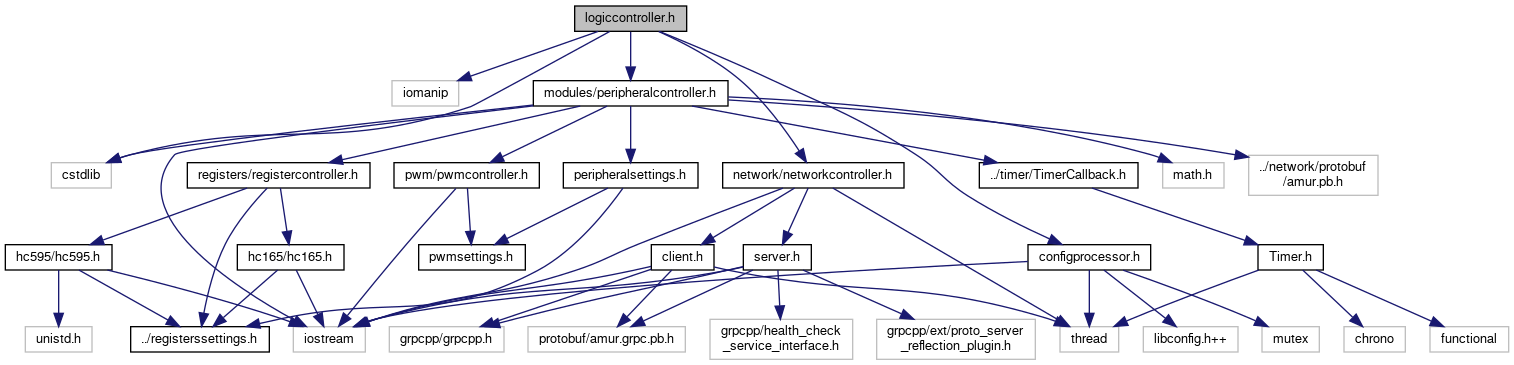 logiccontroller.h
iomanip
modules/peripheralcontroller.h
cstdlib
registers/registercontroller.h
pwm/pwmcontroller.h
peripheralsettings.h
network/networkcontroller.h
../timer/TimerCallback.h
math.h
../network/protobuf
/amur.pb.h
hc595/hc595.h
hc165/hc165.h
pwmsettings.h
client.h
server.h
configprocessor.h
Timer.h
unistd.h
../registerssettings.h
iostream
grpcpp/grpcpp.h
protobuf/amur.grpc.pb.h
grpcpp/health_check
_service_interface.h
grpcpp/ext/proto_server
_reflection_plugin.h
thread
libconfig.h++
mutex
chrono
functional